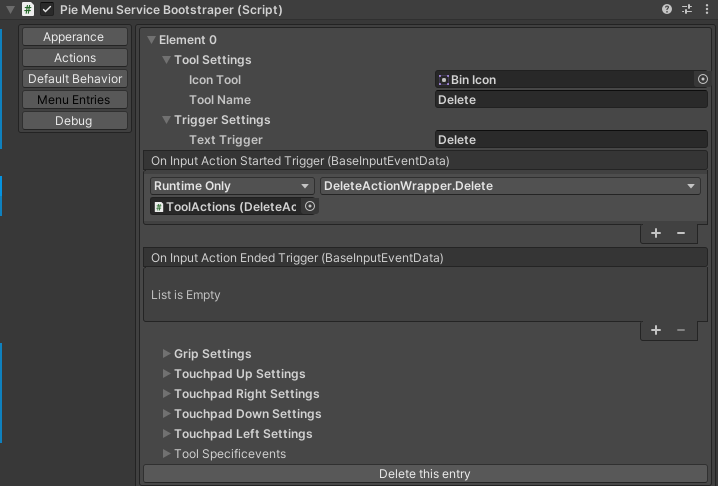 Pie Menu Service Bootstraper (Script)
Apperance
Actions
Default Behavior
Menu Entries
Debug
Element 0
Tool Settings
Icon Tool
Bin Icon
Tool Name
Delete
Trigger Settings
Text Trigger
Delete
On Input Action Started Trigger (BaseInputEventData)
Runtime Only
DeleteActionWrapper.Delete
ToolActions (DeleteAc
On Input Action Ended Trigger (BaseInputEventData)
List is Empty
Grip Settings
Touchpad Up Settings
Touchpad Right Settings
Touchpad Down Settings
Touchpad Left Settings
Tool Specificevents
Delete this entry